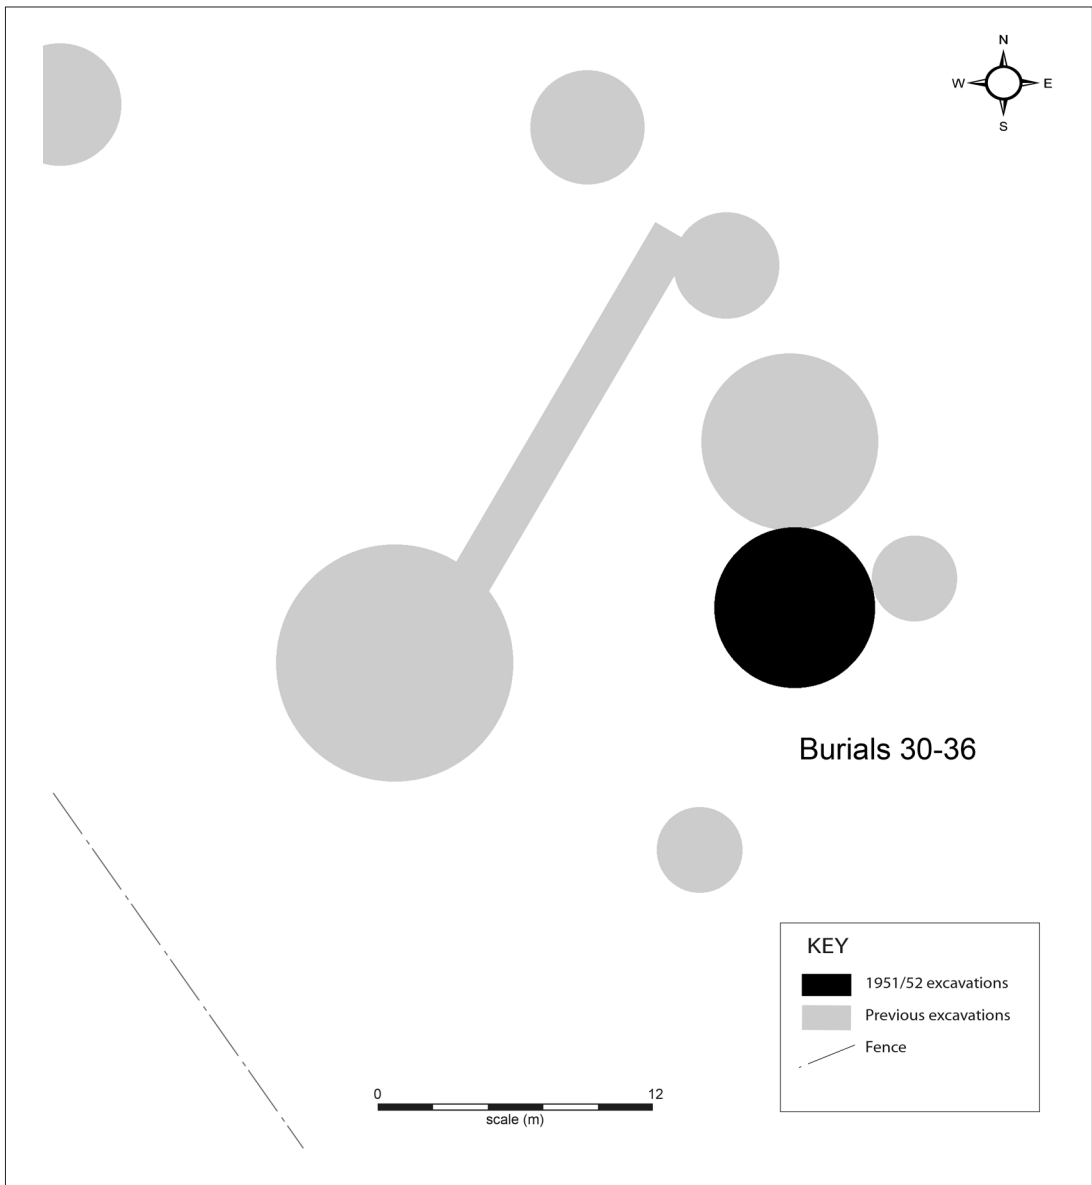 N
W E
S
Burials 30-36
KEY
1951/52 excavations
Previous excavations
Fence
0 12
scale (m)